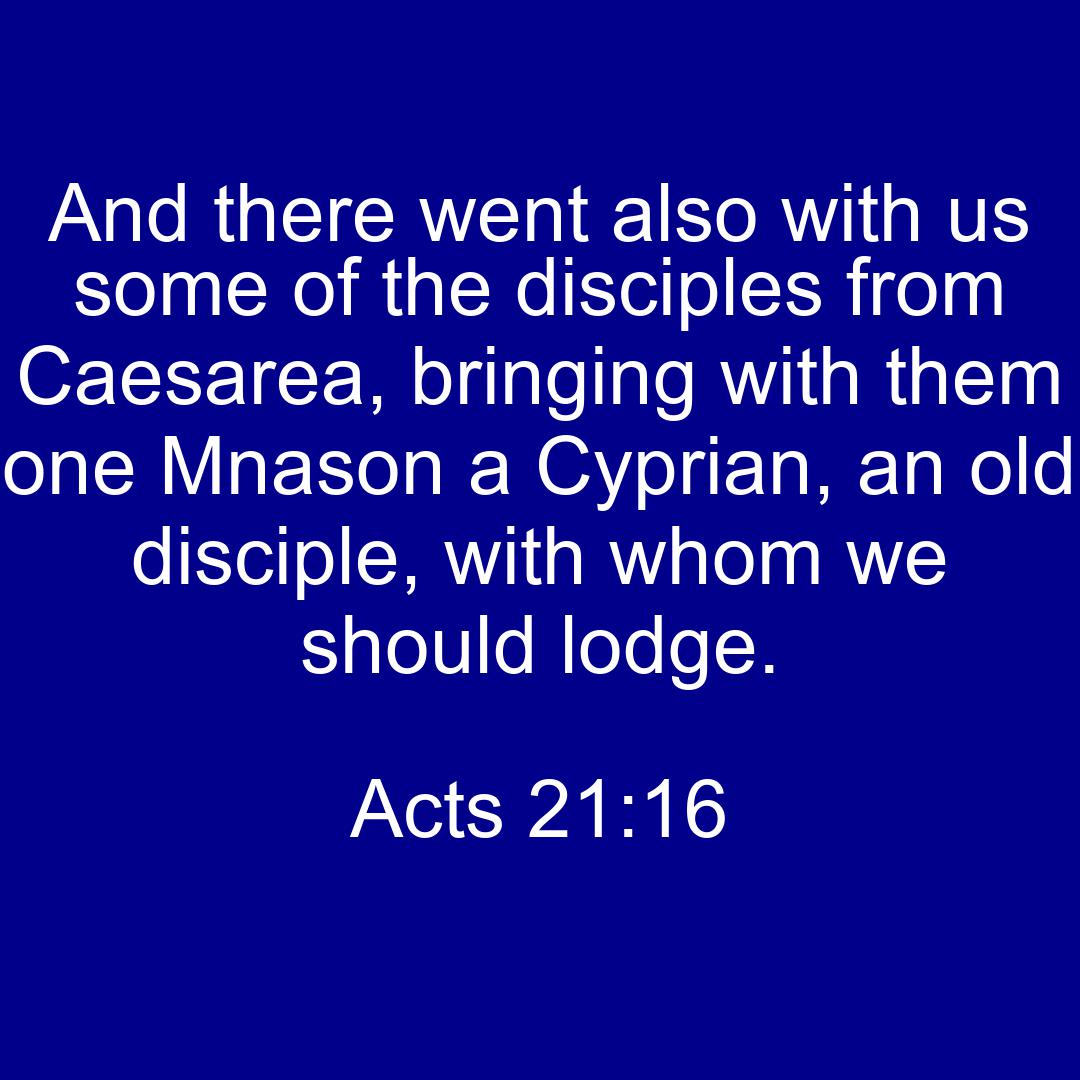 And there went also with us
some of the disciples from
Caesarea, bringing with them
one Mnason a Cyprian, an old
disciple, with whom we
should lodge.
Acts 21:16